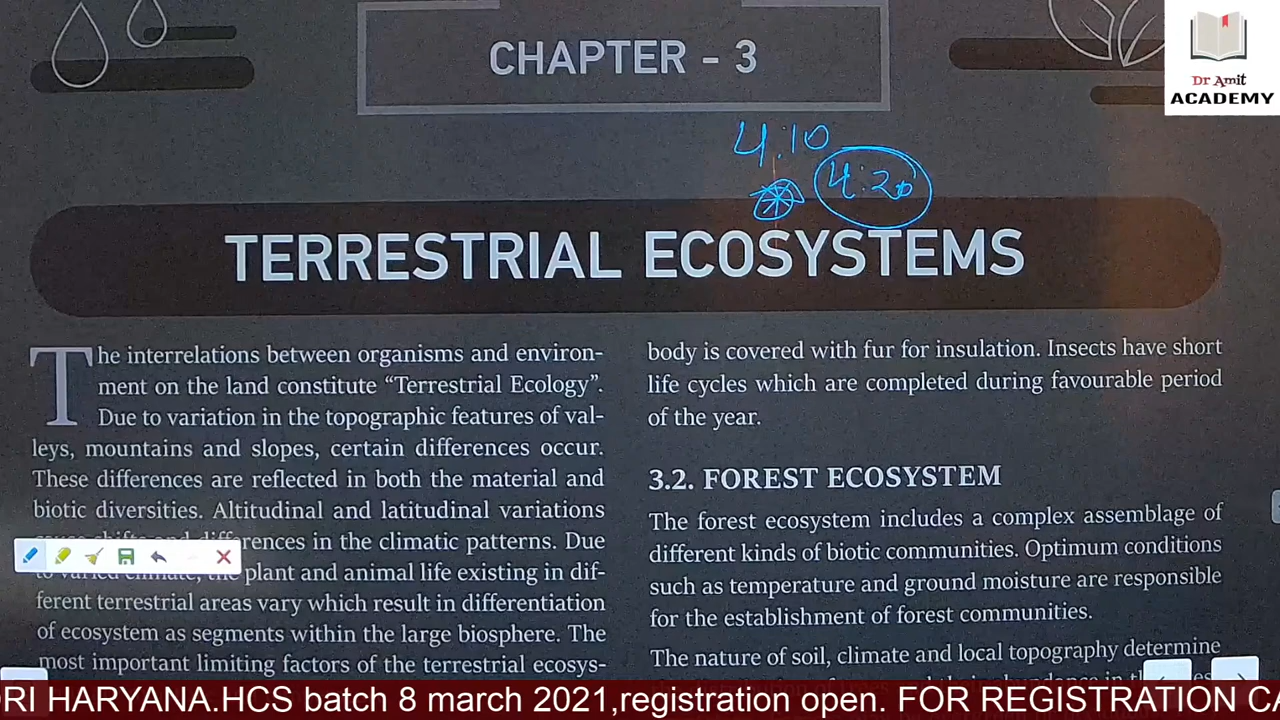 CHAPTER - 3
Dr Amit
ACADEMY
4:10
4:20
TERRESTRIAL ECOSYSTEMS
The interrelations between organisms and environ-
ment on the land constitute “Terrestrial Ecology”.
Due to variation in the topographic features of val-
leys, mountains and slopes, certain differences occur.
These differences are reflected in both the material and
biotic diversities. Altitudinal and latitudinal variations
differences in the climatic patterns. Due
to varied climate, the plant and animal life existing in dif-
ferent terrestrial areas vary which result in differentiation
of ecosystem as segments within the large biosphere. The
most important limiting factors of the terrestrial ecosys-
body is covered with fur for insulation. Insects have short
life cycles which are completed during favourable period
of the year.
3.2. FOREST ECOSYSTEM
The forest ecosystem includes a complex assemblage of
different kinds of biotic communities. Optimum conditions
such as temperature and ground moisture are responsible
for the establishment of forest communities.
The nature of soil, climate and local topography determine
DRI HARYANA.HCS batch 8 march 2021,registration open. FOR REGISTRATION CA